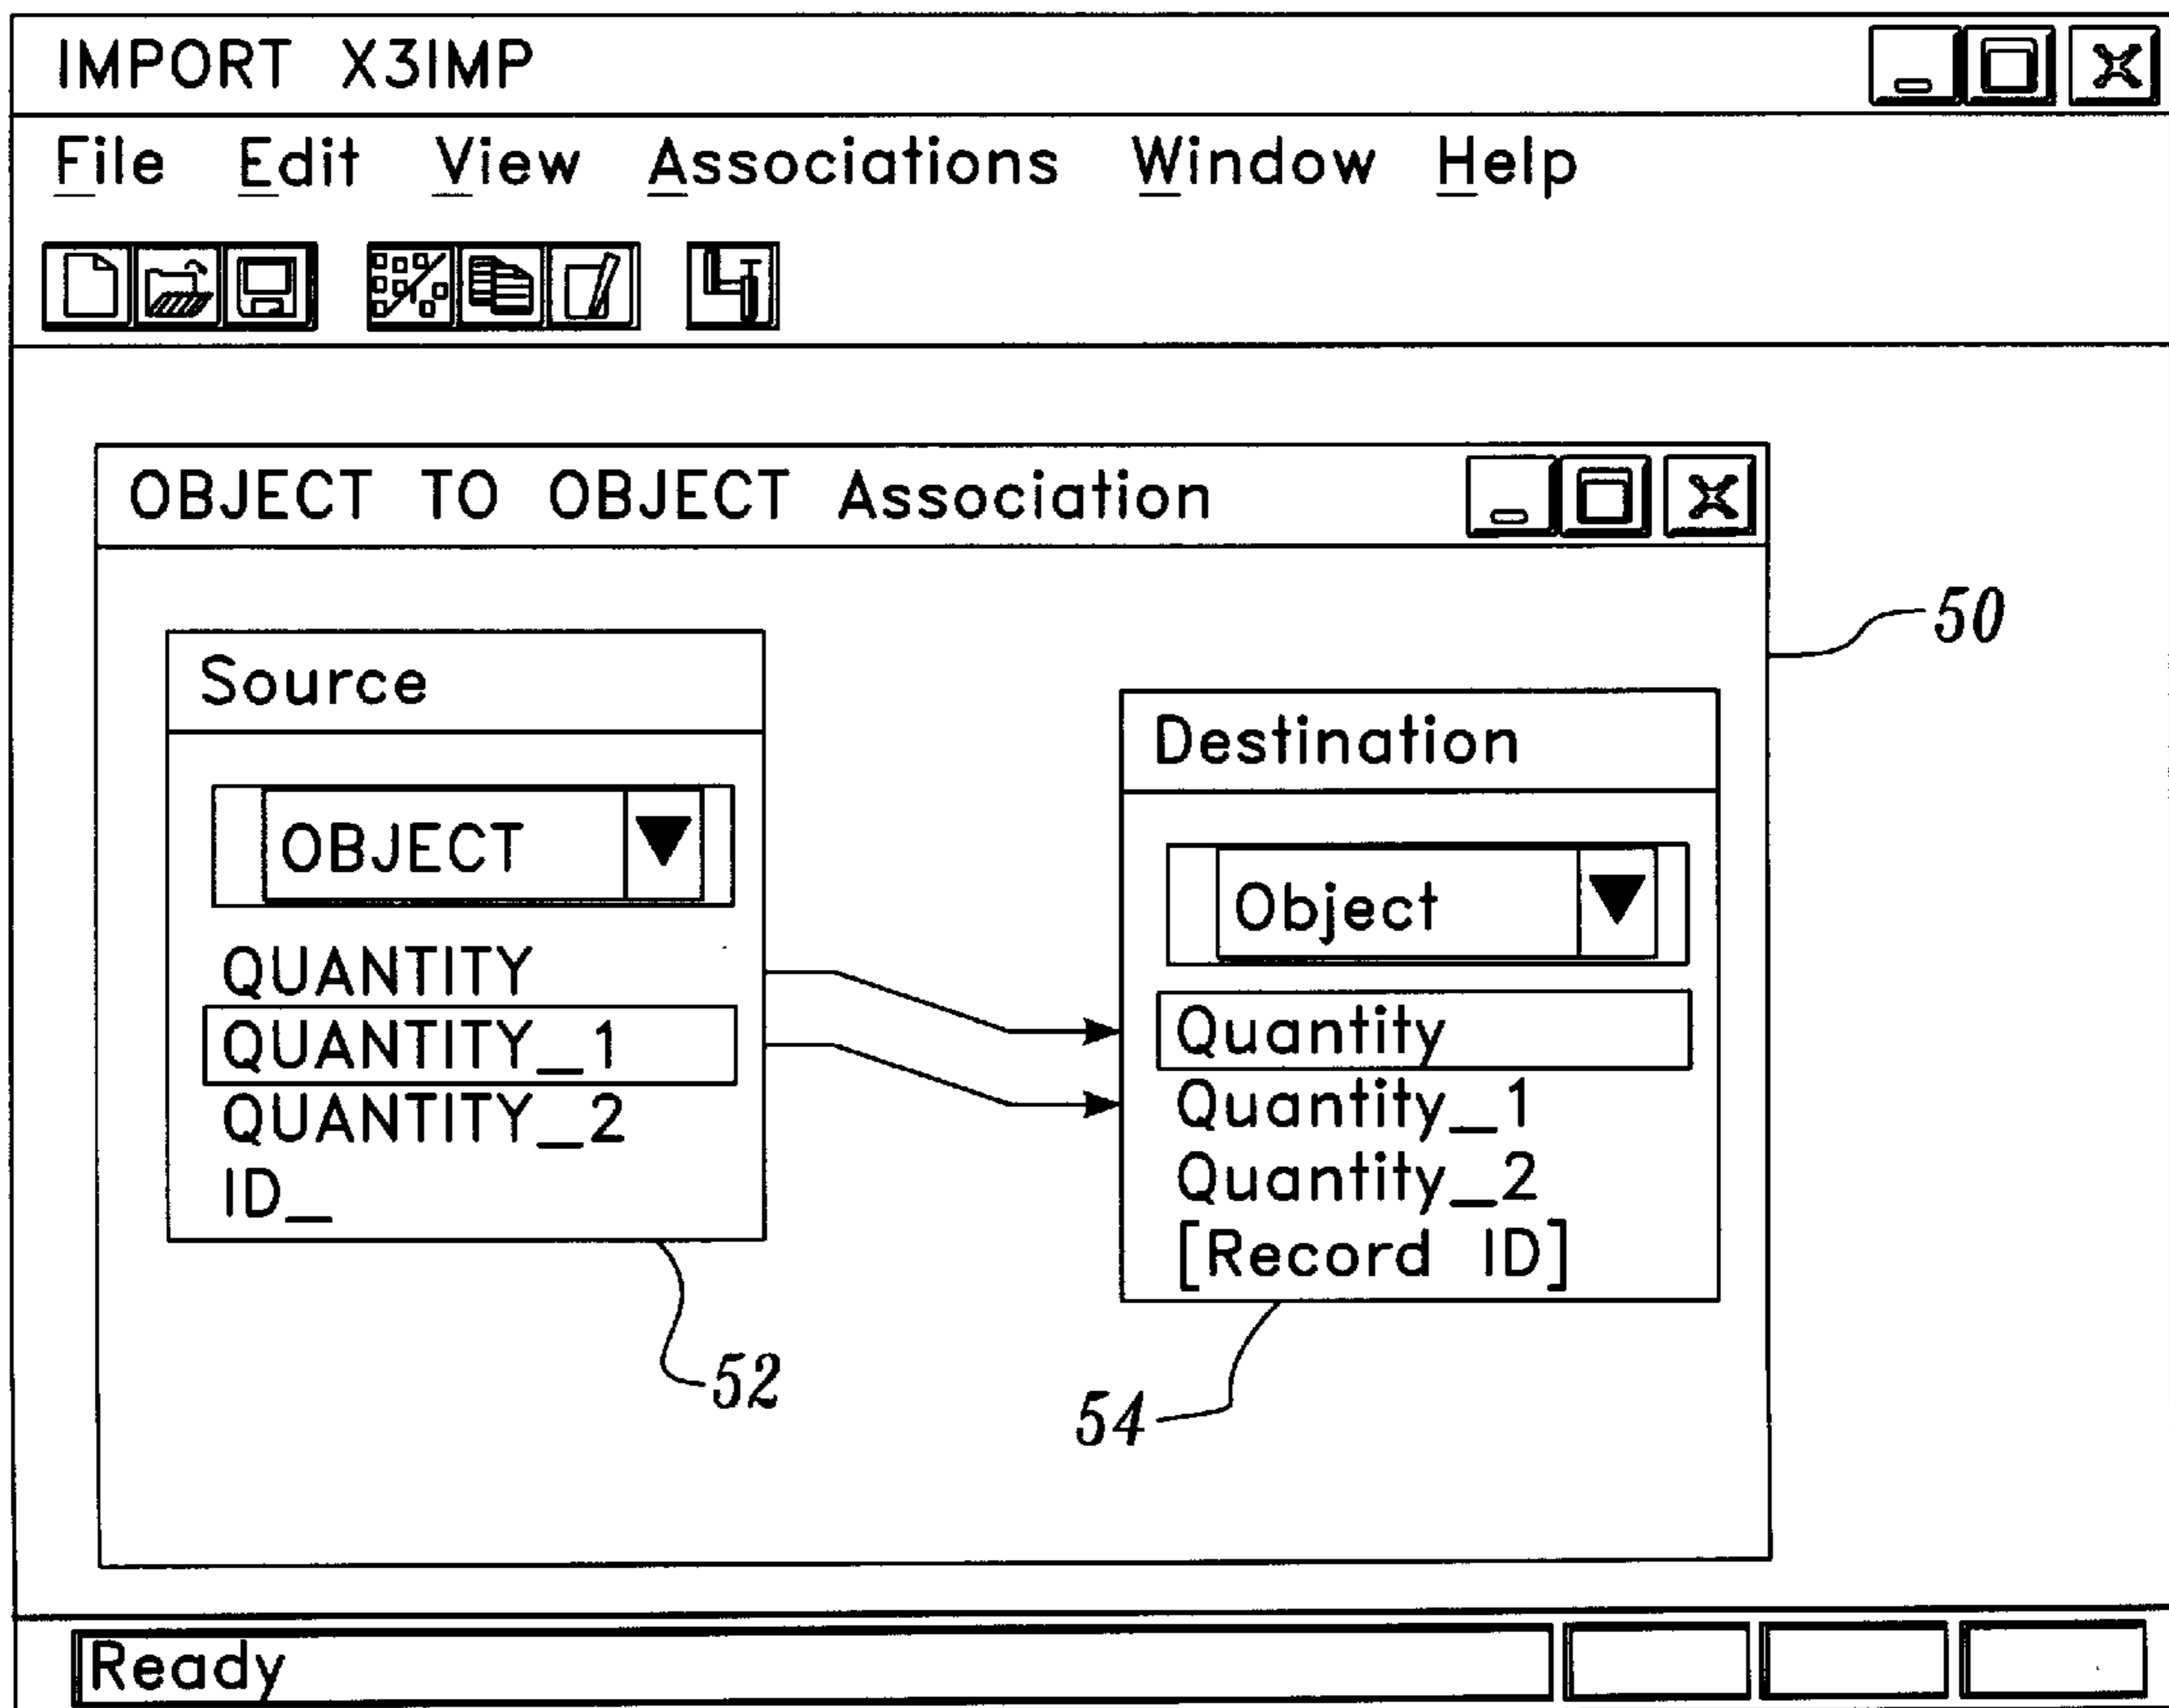 IMPORT X3IMP
File Edit View Associations Window Help
OBJECT TO OBJECT Association
50
Source
OBJECT
QUANTITY
QUANTITY_1
QUANTITY_2
ID_
52
Destination
Object
Quantity
Quantity_1
Quantity_2
[Record ID]
54
Ready